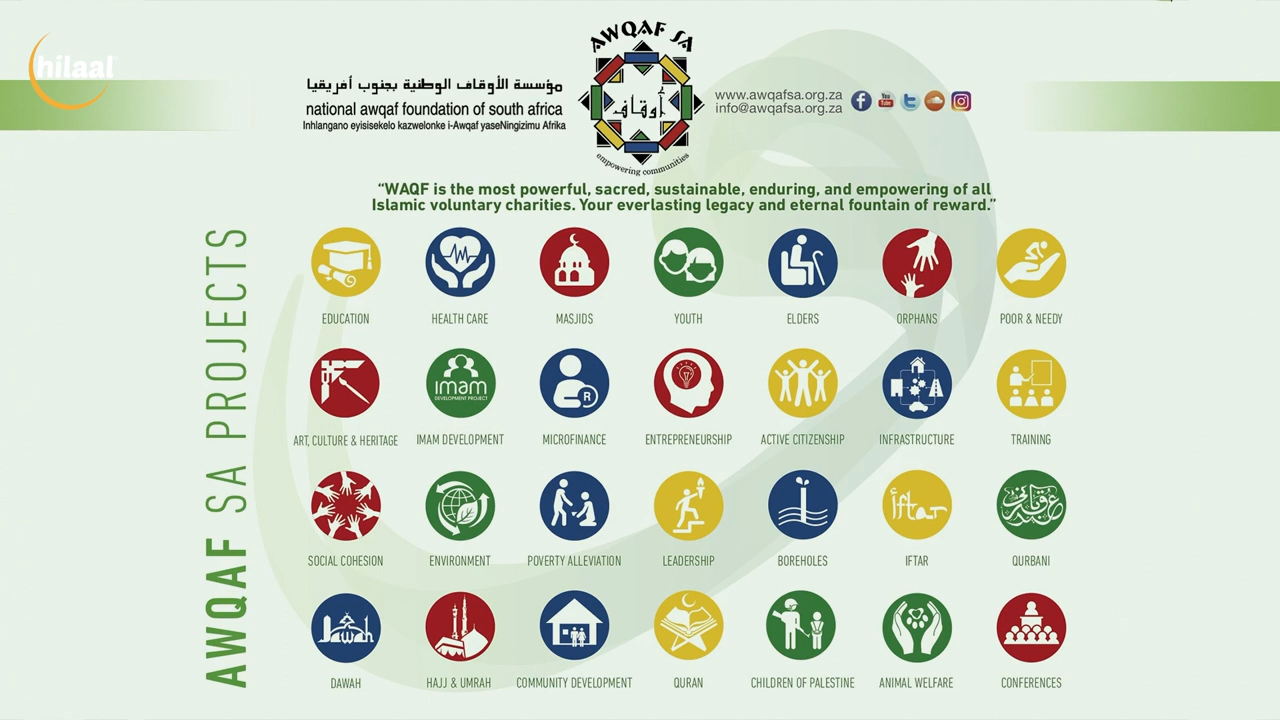 hilaal
AWQAF SA
أوقاف
empowering communities
مؤسسة الأوقاف الوطنية بجنوب أفريقيا
national awqaf foundation of south africa
Inhlangano eyisisekelo kazwelonke i-Awqaf yaseNingizimu Afrika
www.awqafsa.org.za
info@awqafsa.org.za
You Tube
“WAQF is the most powerful, sacred, sustainable, enduring, and empowering of all
Islamic voluntary charities. Your everlasting legacy and eternal fountain of reward.”
AWQAF SA PROJECTS
EDUCATION
HEALTH CARE
MASJIDS
YOUTH
ELDERS
ORPHANS
POOR & NEEDY
imam
DEVELOPMENT PROJECT
R
ART, CULTURE & HERITAGE
IMAM DEVELOPMENT
MICROFINANCE
ENTREPRENEURSHIP
ACTIVE CITIZENSHIP
INFRASTRUCTURE
TRAINING
iftar
SOCIAL COHESION
ENVIRONMENT
POVERTY ALLEVIATION
LEADERSHIP
BOREHOLES
IFTAR
QURBANI
DAWAH
HAJJ & UMRAH
COMMUNITY DEVELOPMENT
QURAN
CHILDREN OF PALESTINE
ANIMAL WELFARE
CONFERENCES